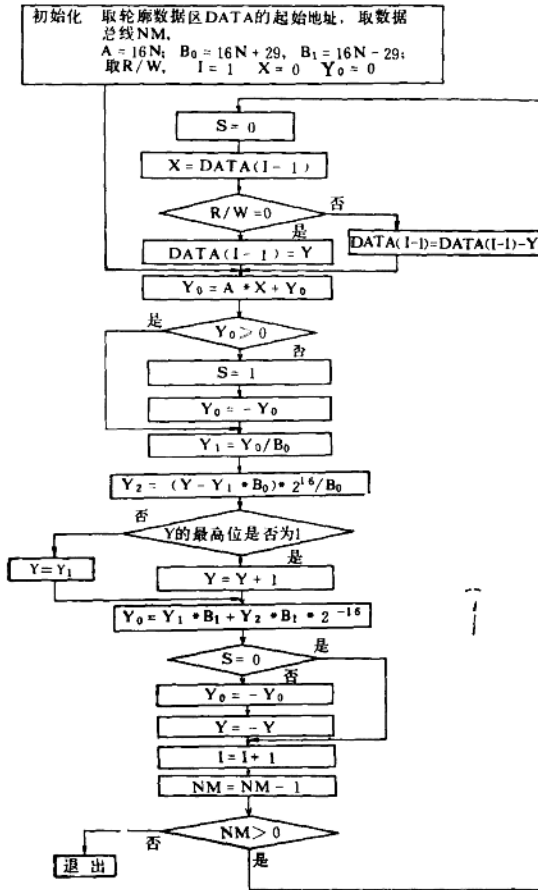 初始化 取轮廓数据区DATA的起始地址, 取数据
总线NM,
A = 16N; B₀ = 16N + 29, B₁ = 16N - 29;
取R/W, I = 1 X = 0 Y₀ = 0
S = 0
X = DATA(I - 1)
R/W = 0
否
是
DATA(I-1)=DATA(I-1)-Y
DATA(I - 1) = Y
Y₀ = A * X + Y₀
是
Y₀ > 0
否
S = 1
Y₀ = - Y₀
Y₁ = Y₀/B₀
Y₂ = (Y - Y₁ * B₀) * 2¹⁶/B₀
否
Y的最高位是否为1
是
Y = Y₁
Y = Y + 1
Y₀ = Y₁ * B₁ + Y₂ * B₁ * 2⁻¹⁶
是
S = 0
否
Y₀ = - Y₀
Y = - Y
I = I + 1
NM = NM - 1
否
NM > 0
是
退出